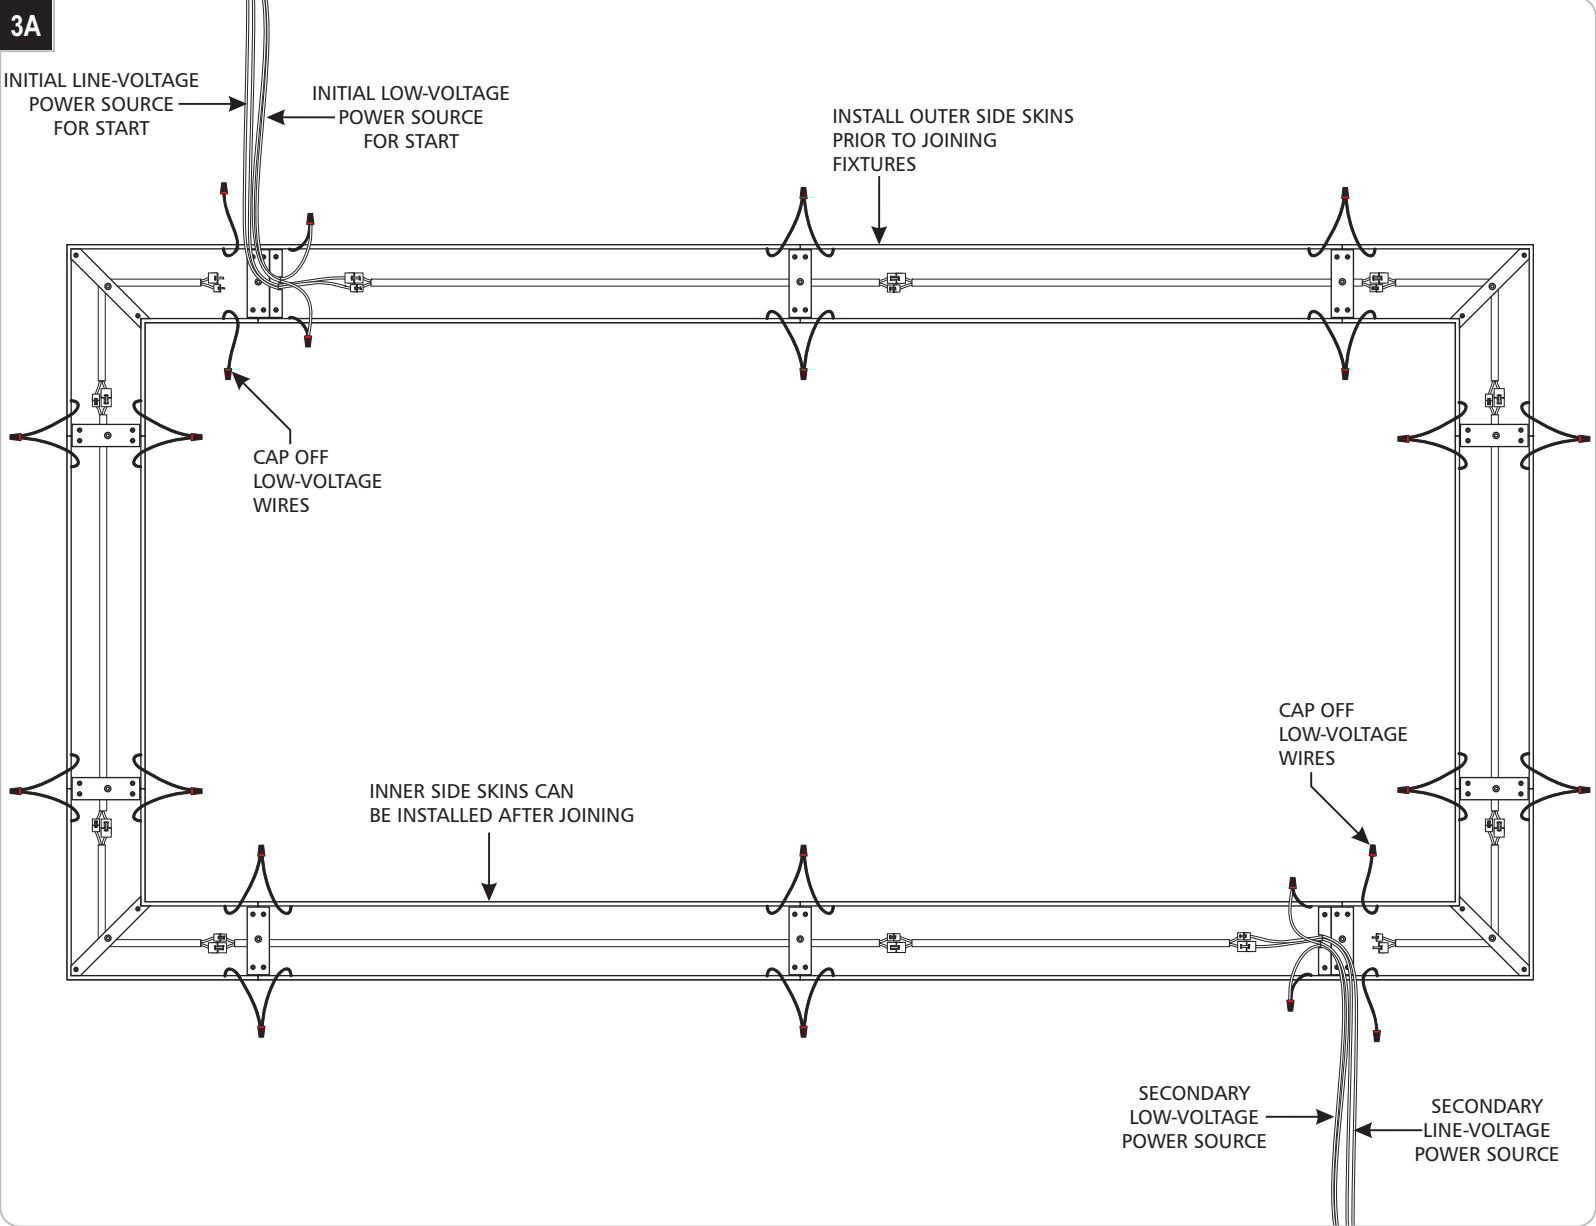 3A
INITIAL LINE-VOLTAGE
POWER SOURCE
FOR START
INITIAL LOW-VOLTAGE
POWER SOURCE
FOR START
INSTALL OUTER SIDE SKINS
PRIOR TO JOINING
FIXTURES
CAP OFF
LOW-VOLTAGE
WIRES
CAP OFF
LOW-VOLTAGE
WIRES
INNER SIDE SKINS CAN
BE INSTALLED AFTER JOINING
SECONDARY
LOW-VOLTAGE
POWER SOURCE
SECONDARY
LINE-VOLTAGE
POWER SOURCE